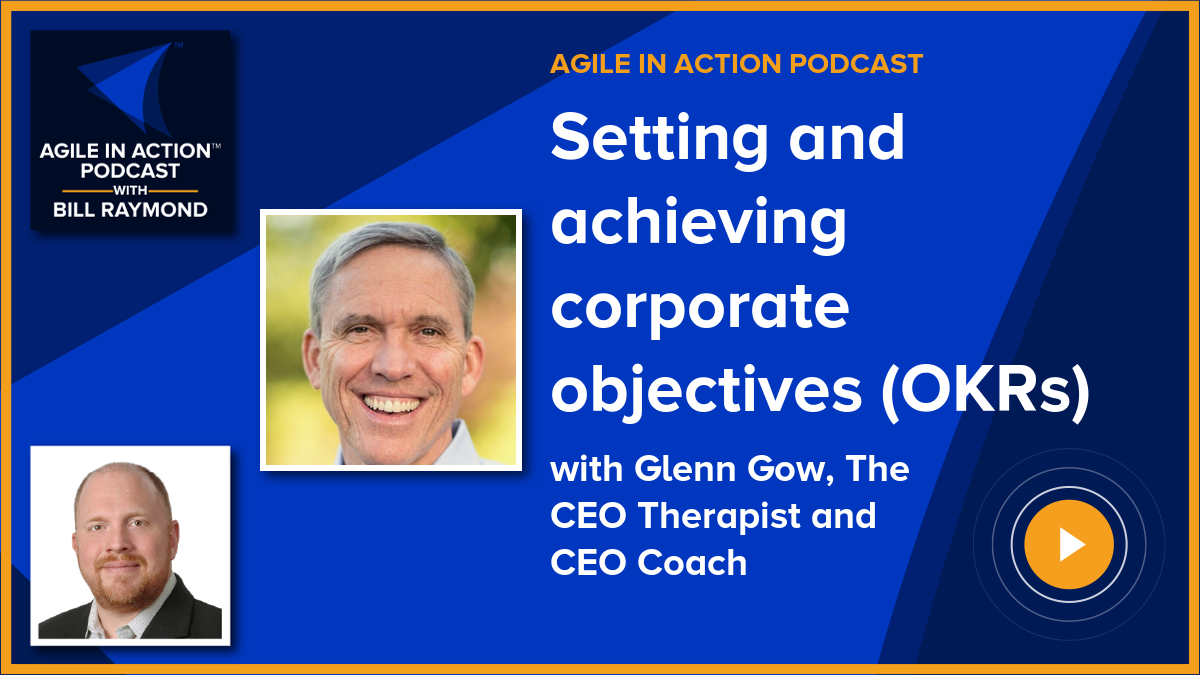 AGILE IN ACTION™
PODCAST
WITH
BILL RAYMOND
AGILE IN ACTION PODCAST
Setting and
achieving
corporate
objectives (OKRs)
with Glenn Gow, The
CEO Therapist and
CEO Coach